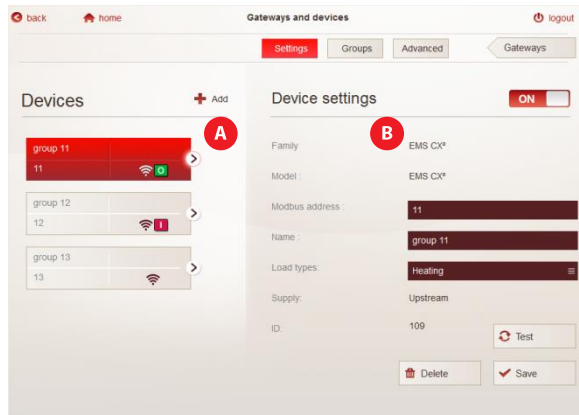 back home Gateways and devices logout
Settings Groups Advanced Gateways
Devices Add
A
group 11
11 O
group 12
12 I
group 13
13
Device settings ON
B
Family EMS CX³
Model : EMS CX³
Modbus address : 11
Name : group 11
Load types: Heating
Supply: Upstream
ID: 109
Test
Delete Save